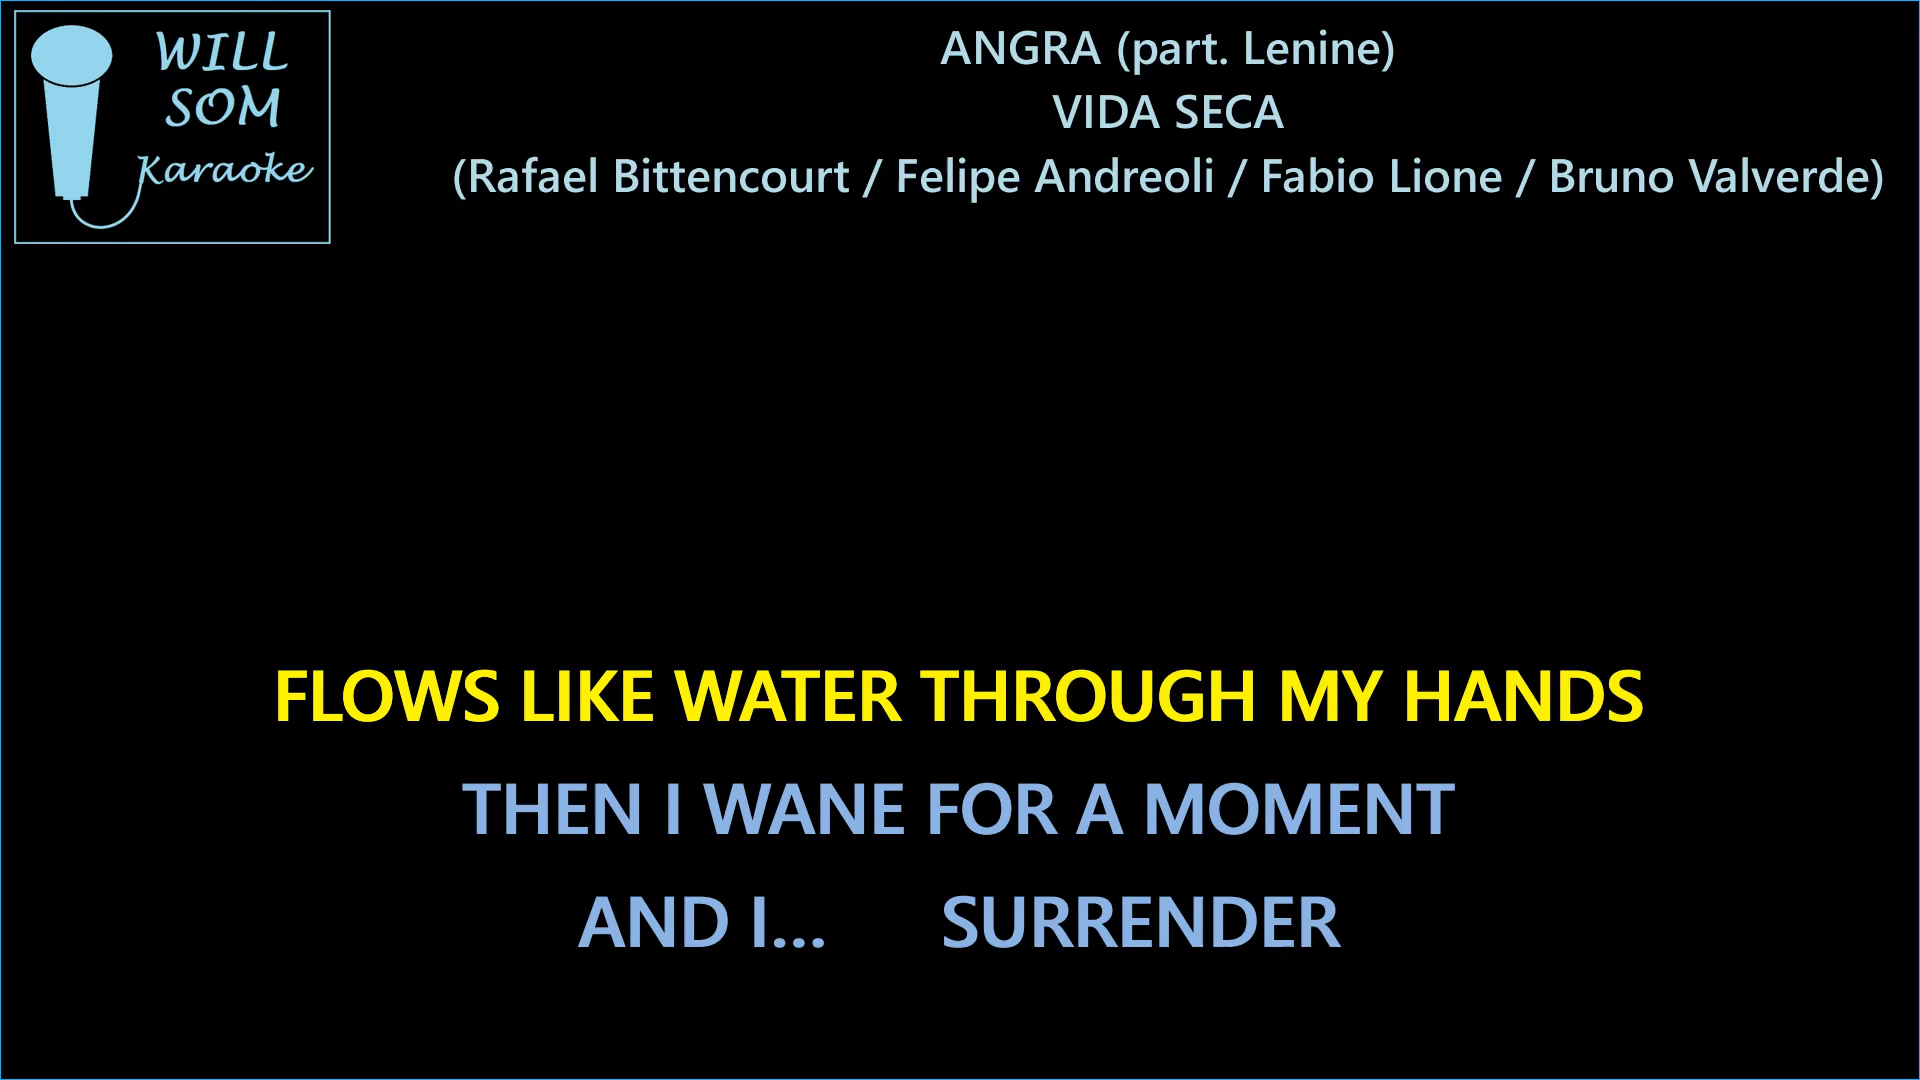 WILL
SOM
Karaoke
ANGRA (part. Lenine)
VIDA SECA
(Rafael Bittencourt / Felipe Andreoli / Fabio Lione / Bruno Valverde)
FLOWS LIKE WATER THROUGH MY HANDS
THEN I WANE FOR A MOMENT
AND I... SURRENDER